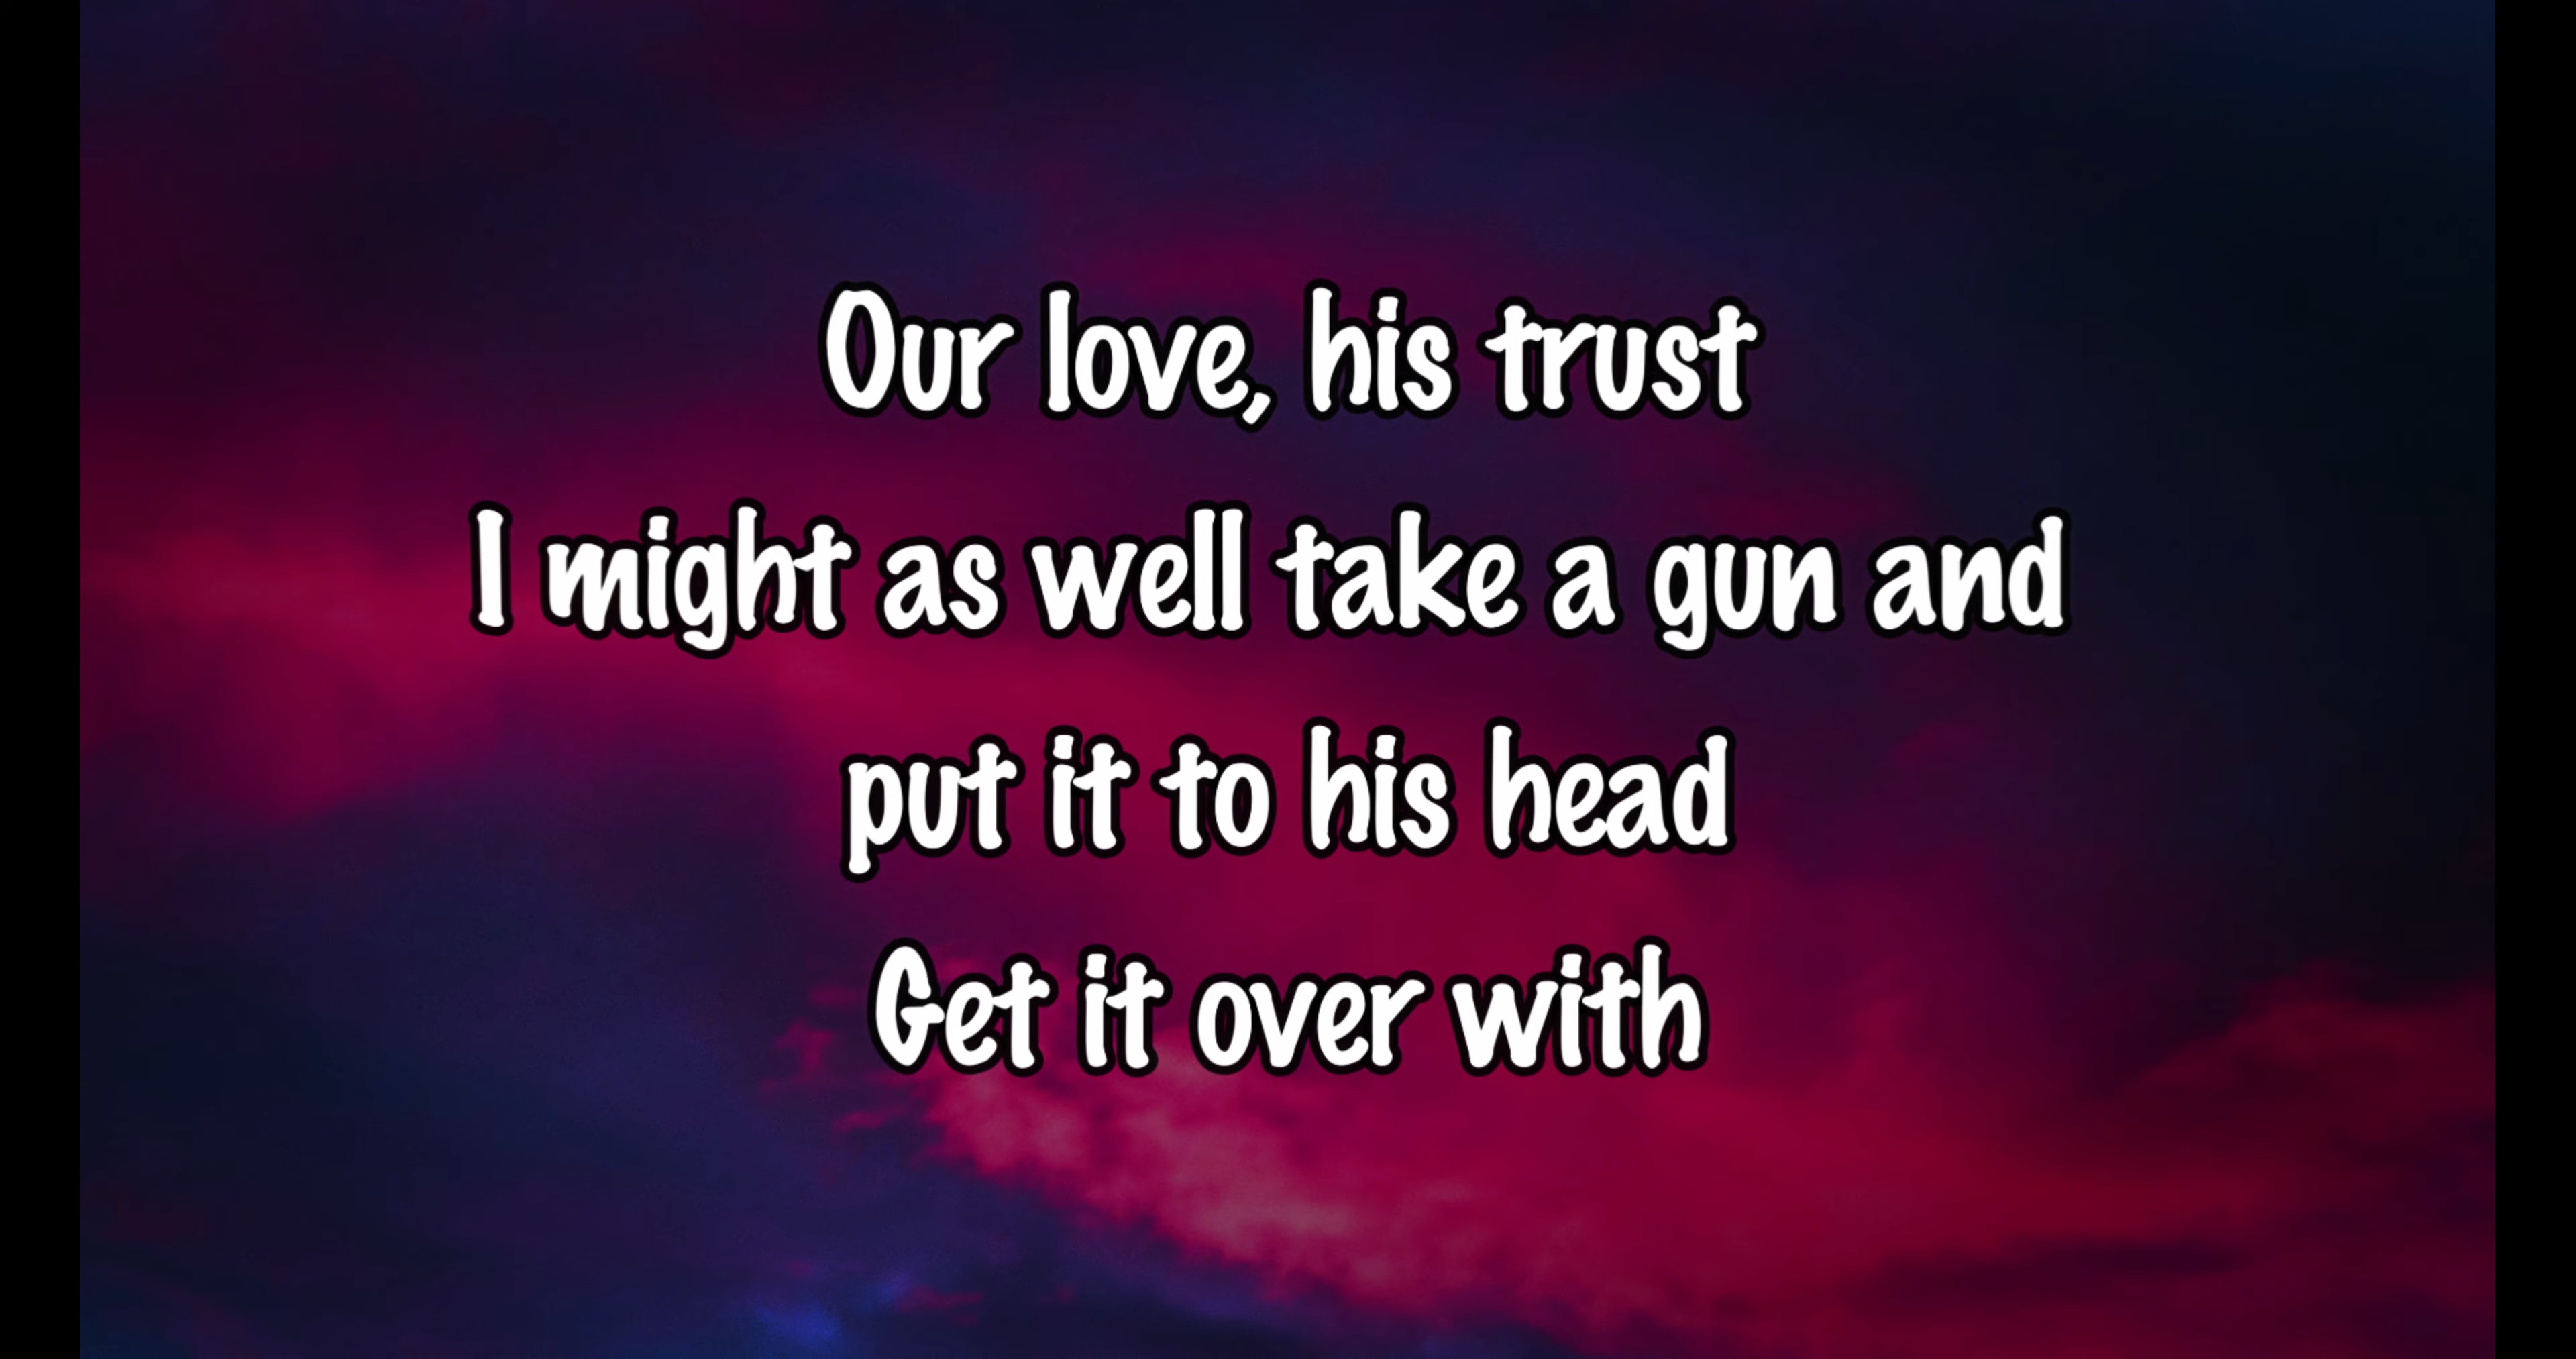 Our love, his trust
I might as well take a gun and
put it to his head
Get it over with